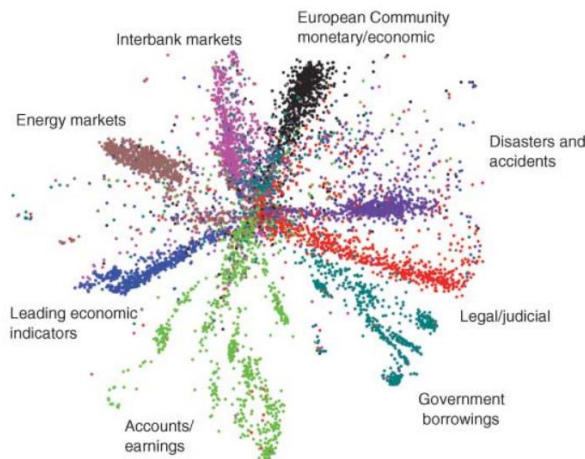 European Community
monetary/economic
Interbank markets
Energy markets
Disasters and
accidents
Leading economic
indicators
Legal/judicial
Government
borrowings
Accounts/
earnings